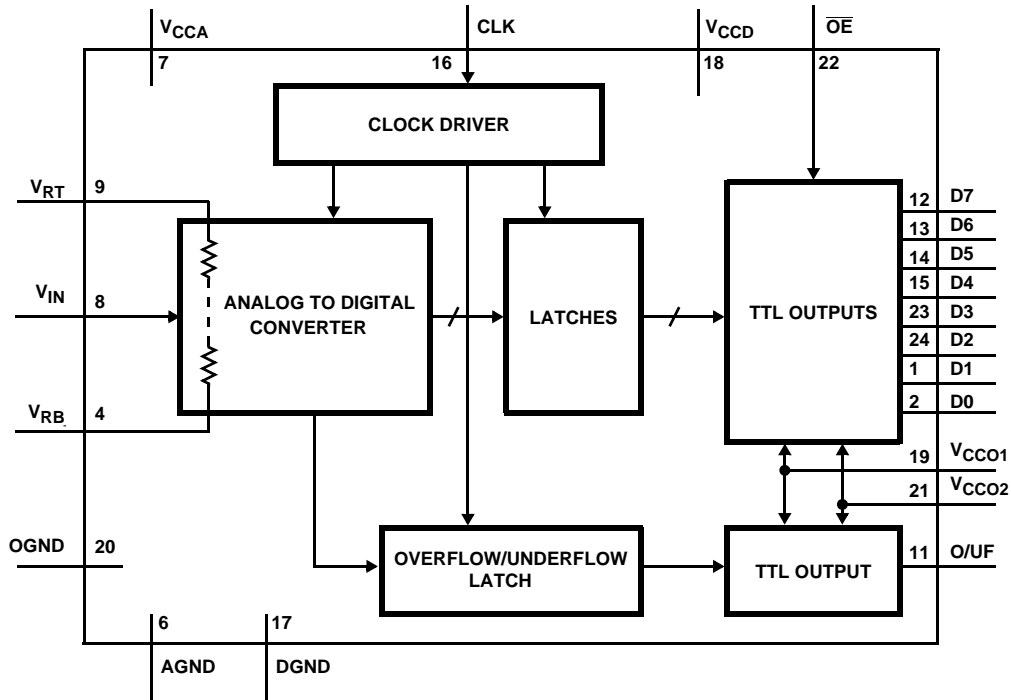 VCCA
CLK
VCCD
OE
7
16
18
22
CLOCK DRIVER
VRT
9
12 D7
13 D6
14 D5
15 D4
23 D3
24 D2
1 D1
2 D0
VIN
8
ANALOG TO DIGITAL
CONVERTER
LATCHES
TTL OUTPUTS
VRB
4
19 VCCO1
21 VCCO2
OGND 20
OVERFLOW/UNDERFLOW
LATCH
TTL OUTPUT
11 O/UF
6
17
AGND
DGND